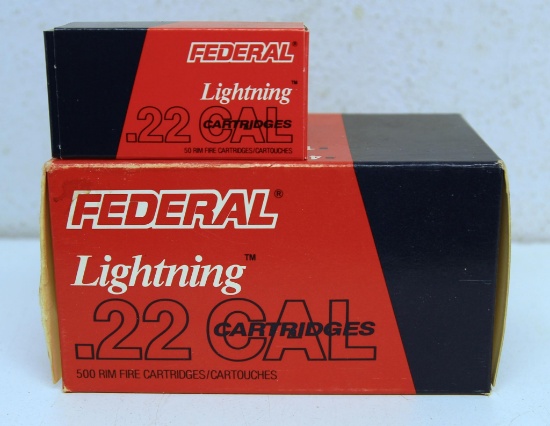 FEDERAL®
Lightning™
.22 CAL
CARTRIDGES
50 RIM FIRE CARTRIDGES/CARTOUCHES
FEDERAL®
Lightning™
.22 CAL
CARTRIDGES
500 RIM FIRE CARTRIDGES/CARTOUCHES